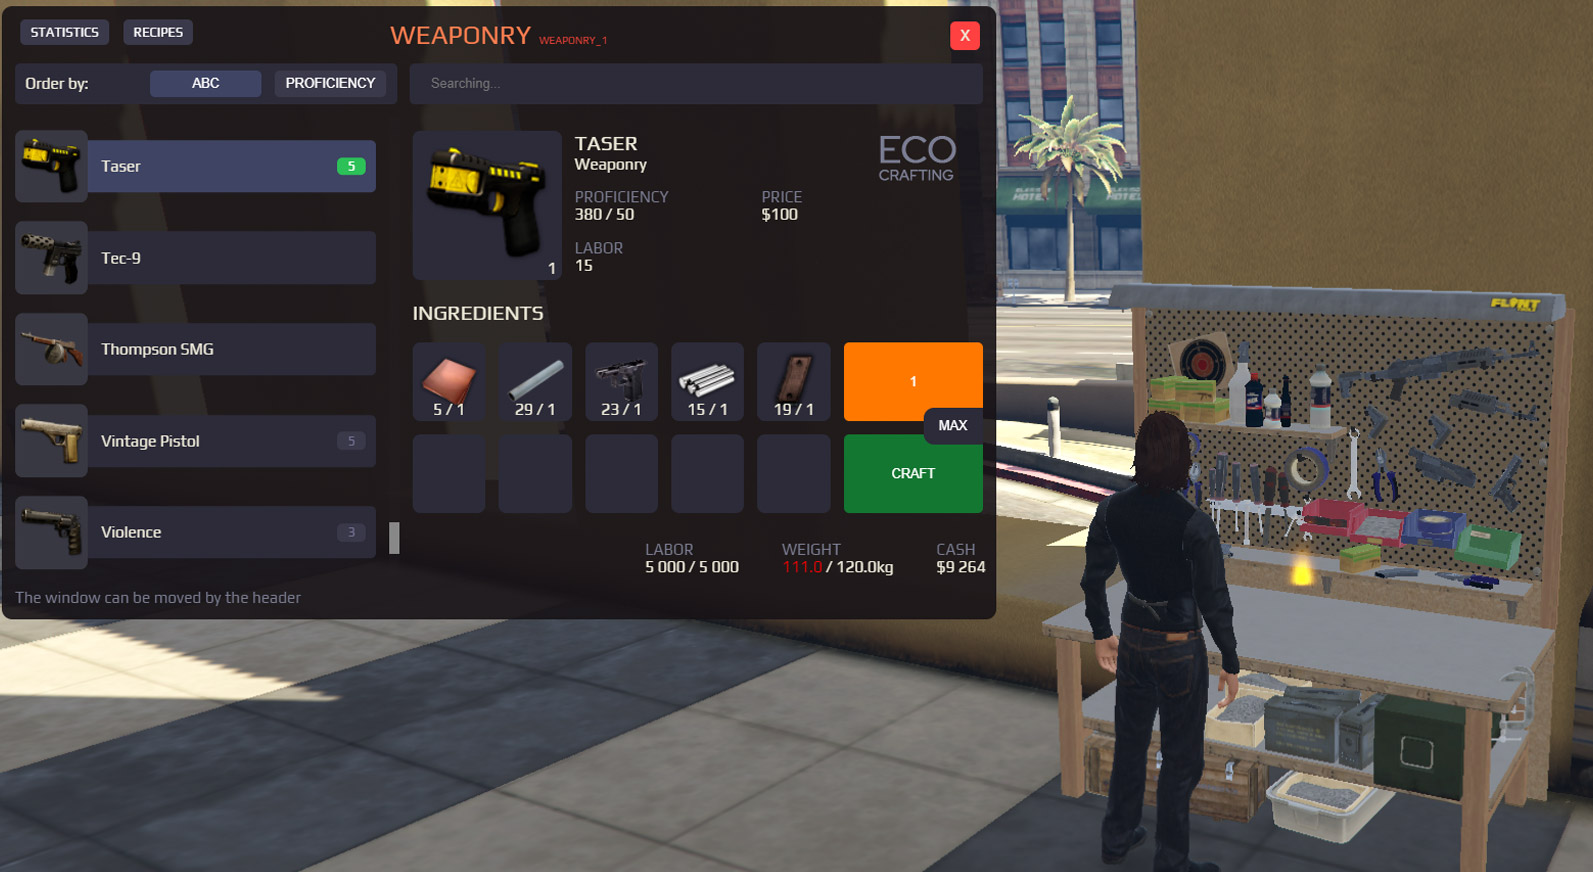 STATISTICS
RECIPES
WEAPONRY WEAPONRY_1
X
Order by:
ABC
PROFICIENCY
Searching...
Taser
5
Tec-9
Thompson SMG
Vintage Pistol
5
Violence
3
TASER
Weaponry
ECO
CRAFTING
PROFICIENCY
380 / 50
PRICE
$100
LABOR
15
1
INGREDIENTS
5 / 1
29 / 1
23 / 1
15 / 1
19 / 1
1
MAX
CRAFT
LABOR
5 000 / 5 000
WEIGHT
111.0 / 120.0kg
CASH
$9 264
The window can be moved by the header
FLINT
HOTEL